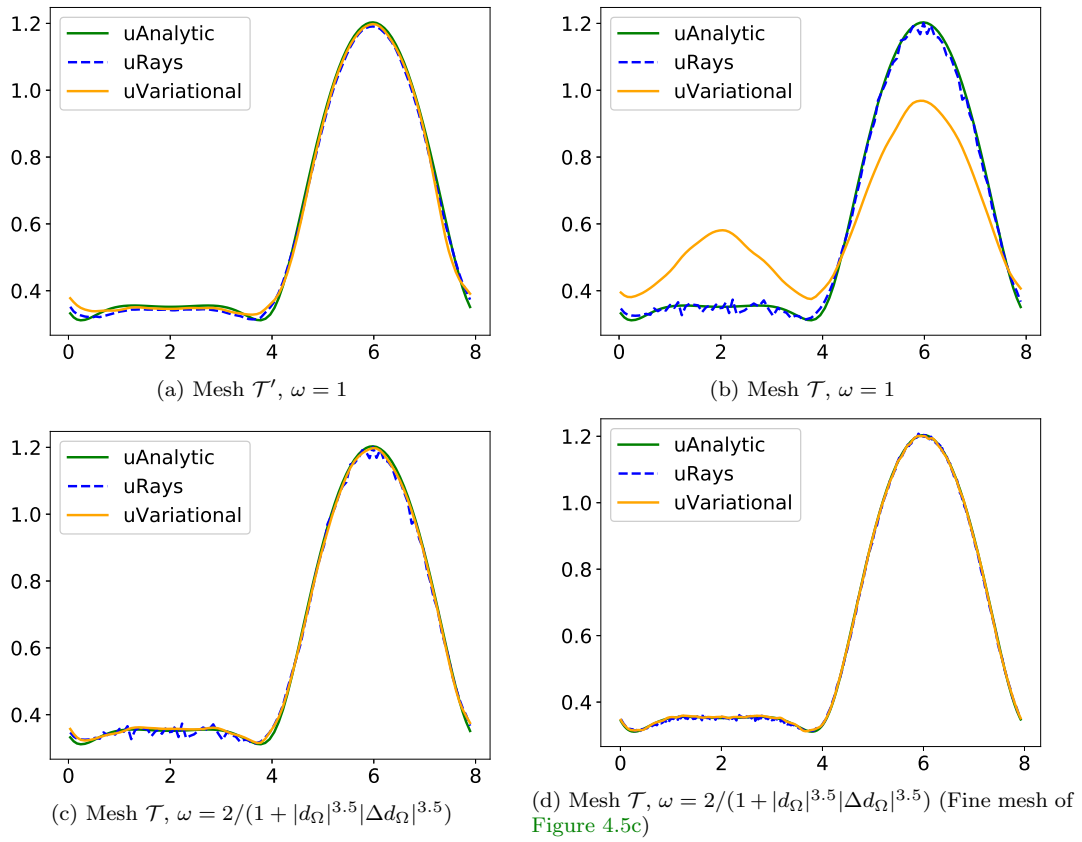 1.2
1.0
0.8
0.6
0.4
0 2 4 6 8
uAnalytic
uRays
uVariational
(a) Mesh 𝒯′, ω = 1
1.2
1.0
0.8
0.6
0.4
0 2 4 6 8
uAnalytic
uRays
uVariational
(b) Mesh 𝒯, ω = 1
1.2
1.0
0.8
0.6
0.4
0 2 4 6 8
uAnalytic
uRays
uVariational
(c) Mesh 𝒯, ω = 2/(1 + |d_Ω|^3.5|Δd_Ω|^3.5)
1.2
1.0
0.8
0.6
0.4
0 2 4 6 8
uAnalytic
uRays
uVariational
(d) Mesh 𝒯, ω = 2/(1 + |d_Ω|^3.5|Δd_Ω|^3.5) (Fine mesh of
Figure 4.5c)